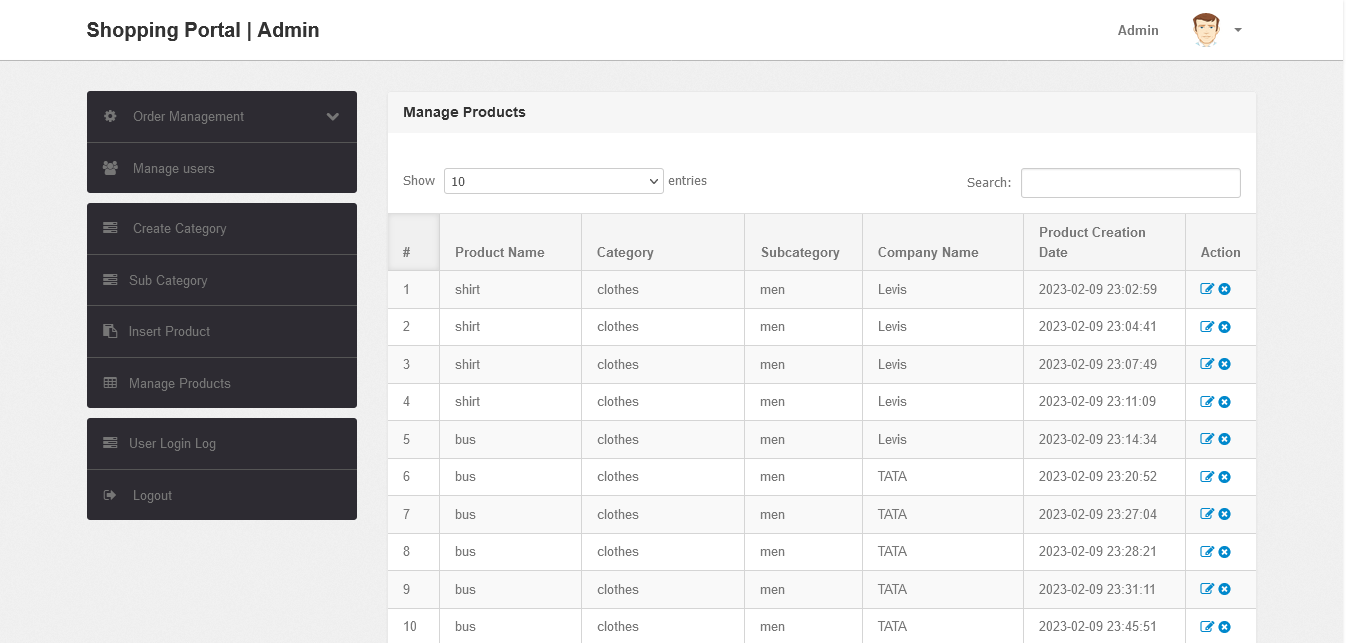 Shopping Portal | Admin
Admin
Order Management
Manage users
Create Category
Sub Category
Insert Product
Manage Products
User Login Log
Logout
Manage Products
Show 10 entries
Search:
# Product Name Category Subcategory Company Name Product Creation Date Action
1 shirt clothes men Levis 2023-02-09 23:02:59
2 shirt clothes men Levis 2023-02-09 23:04:41
3 shirt clothes men Levis 2023-02-09 23:07:49
4 shirt clothes men Levis 2023-02-09 23:11:09
5 bus clothes men Levis 2023-02-09 23:14:34
6 bus clothes men TATA 2023-02-09 23:20:52
7 bus clothes men TATA 2023-02-09 23:27:04
8 bus clothes men TATA 2023-02-09 23:28:21
9 bus clothes men TATA 2023-02-09 23:31:11
10 bus clothes men TATA 2023-02-09 23:45:51